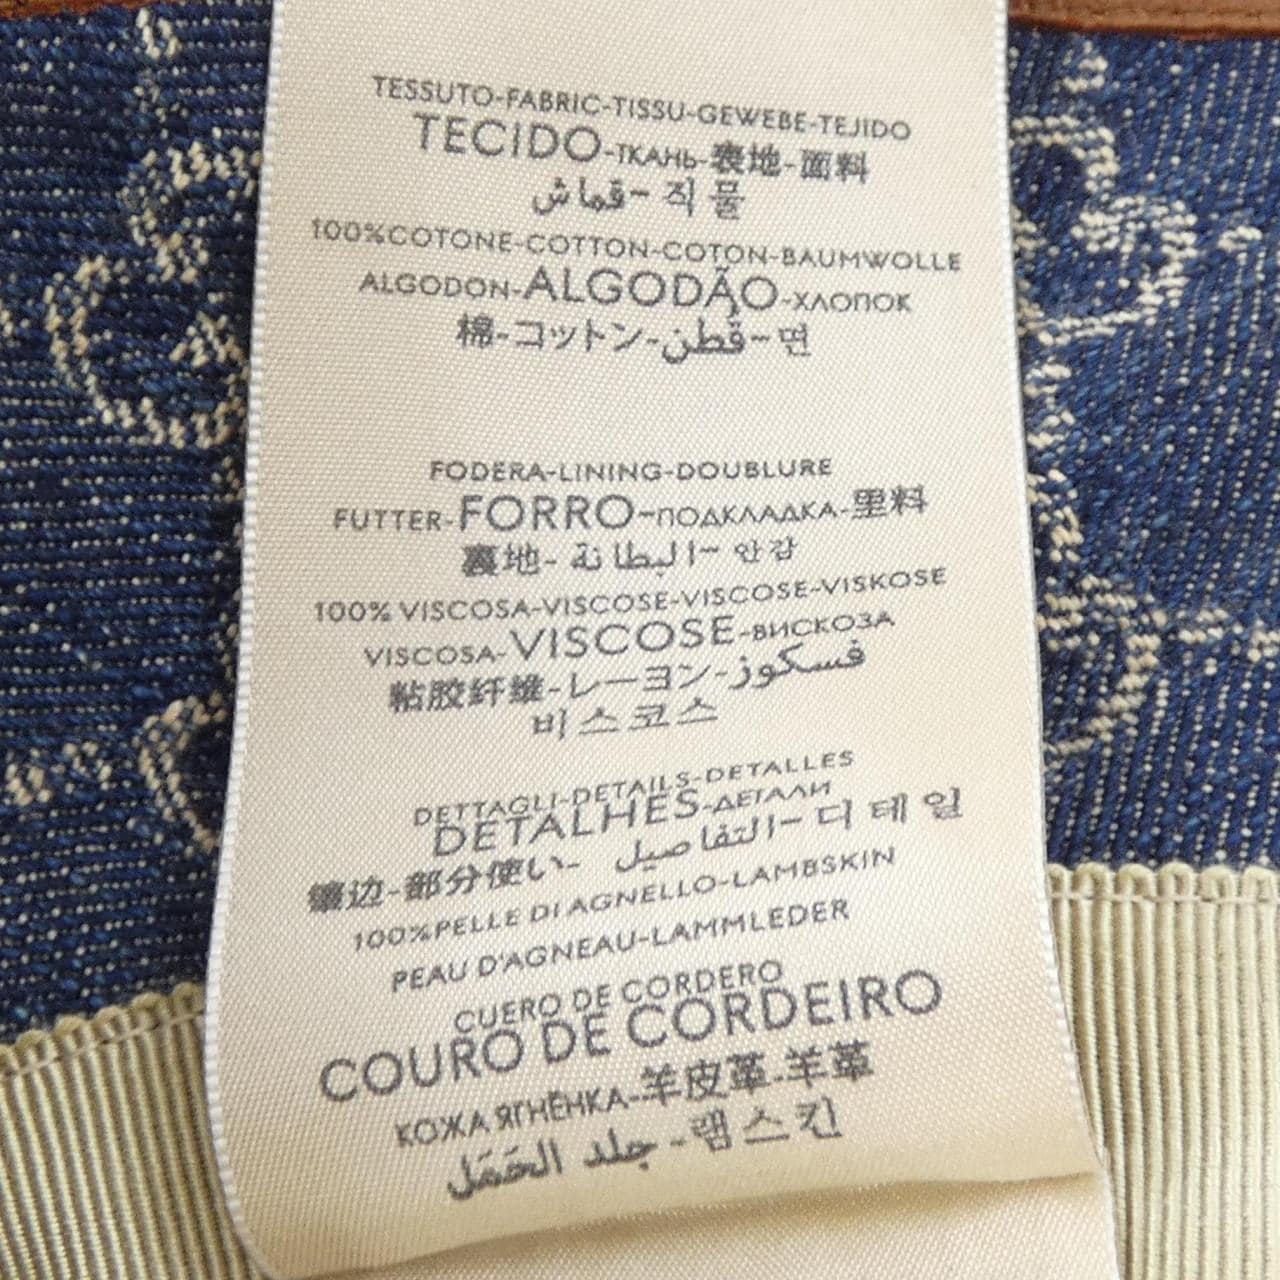 TESSUTO-FABRIC-TISSU-GEWEBE-TEJIDO
TECIDO-ТКАНЬ-表地-面料
قماش-직물
100%COTONE-COTTON-COTON-BAUMWOLLE
ALGODON-ALGODÃO-ХЛОПОК
棉-コットン-قطن-면
FODERA-LINING-DOUBLURE
FUTTER-FORRO-ПОДКЛАДКА-里料
裏地-البطانة-안감
100% VISCOSA-VISCOSE-VISCOSE-VISKOSE
VISCOSA-VISCOSE-ВИСКОЗА
粘胶纤维-レーヨン-فسكوز
비스코스
DETTAGLI-DETAILS-DETALLES
DETALHES-ДЕТАЛИ
镶边-部分使い-التفاصيل-디테일
100%PELLE DI AGNELLO-LAMBSKIN
PEAU D'AGNEAU-LAMMLEDER
CUERO DE CORDERO
COURO DE CORDEIRO
КОЖА ЯГНЁНКА-羊皮革-羊革
جلد الحَمَل-램스킨